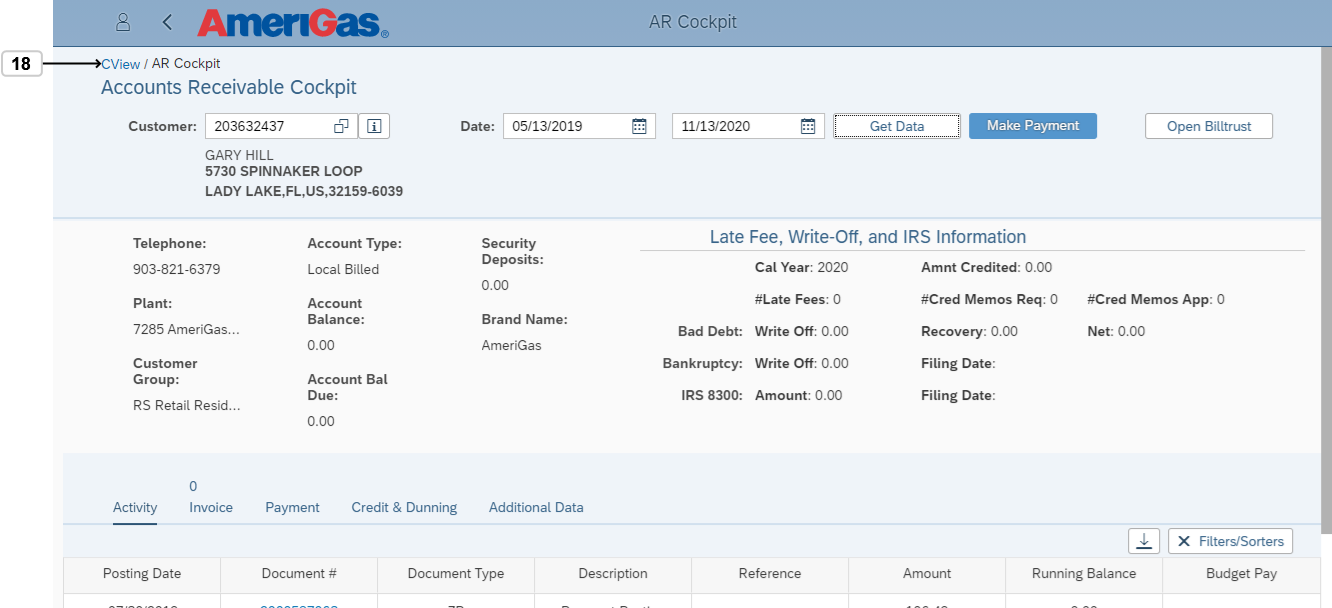 AmeriGas®
AR Cockpit
18
CView / AR Cockpit
Accounts Receivable Cockpit
Customer: 203632437 Date: 05/13/2019 11/13/2020 Get Data Make Payment Open Billtrust
GARY HILL
5730 SPINNAKER LOOP
LADY LAKE,FL,US,32159-6039
Telephone:
903-821-6379
Plant:
7285 AmeriGas...
Customer
Group:
RS Retail Resid...
Account Type:
Local Billed
Account
Balance:
0.00
Account Bal
Due:
0.00
Security
Deposits:
0.00
Brand Name:
AmeriGas
Late Fee, Write-Off, and IRS Information
Cal Year: 2020 Amnt Credited: 0.00
#Late Fees: 0 #Cred Memos Req: 0 #Cred Memos App: 0
Bad Debt: Write Off: 0.00 Recovery: 0.00 Net: 0.00
Bankruptcy: Write Off: 0.00 Filing Date:
IRS 8300: Amount: 0.00 Filing Date:
0
Activity Invoice Payment Credit & Dunning Additional Data
Filters/Sorters
Posting Date Document # Document Type Description Reference Amount Running Balance Budget Pay